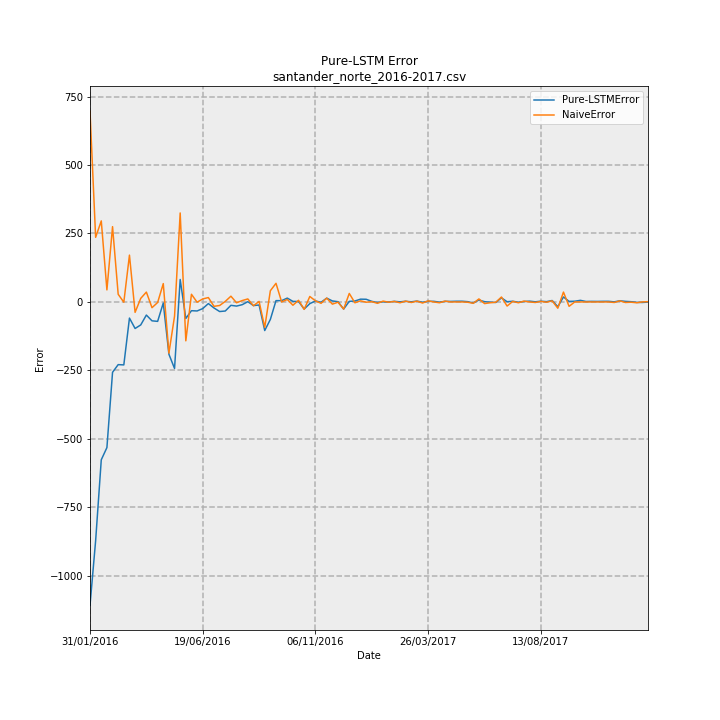 Pure-LSTM Error
santander_norte_2016-2017.csv
Pure-LSTMError
NaiveError
750
500
250
0
−250
−500
−750
−1000
Error
31/01/2016 19/06/2016 06/11/2016 26/03/2017 13/08/2017
Date